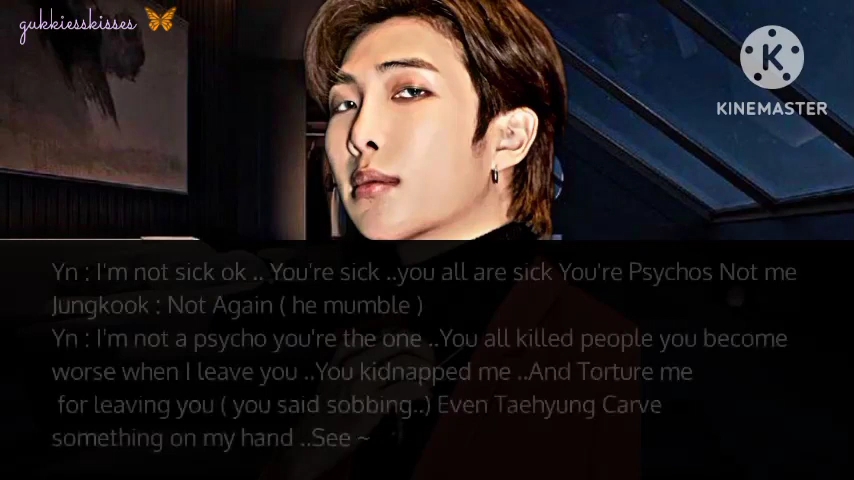 gukkiesskisses 🦋
KINEMASTER
Yn : I'm not sick ok .. You're sick ..you all are sick You're Psychos Not me
Jungkook : Not Again ( he mumble )
Yn : I'm not a psycho you're the one ..You all killed people you become
worse when I leave you ..You kidnapped me ..And Torture me
for leaving you ( you said sobbing..) Even Taehyung Carve
something on my hand ..See ~